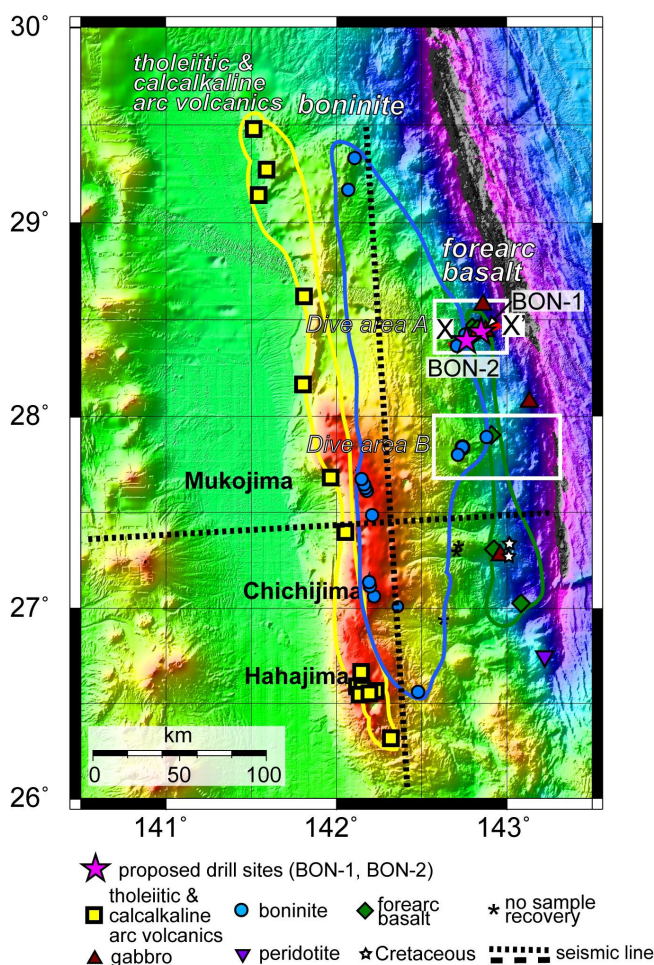 30˚
29˚
28˚
27˚
26˚
tholeiitic &
calcalkaline
arc volcanics
boninite
forearc
basalt
BON-1
Dive area A
X
X'
BON-2
Dive area B
Mukojima
Chichijima
Hahajima
km
0 50 100
141˚ 142˚ 143˚
proposed drill sites (BON-1, BON-2)
tholeiitic &
calcalkaline
arc volcanics
boninite
forearc
basalt
* no sample
recovery
gabbro
peridotite
Cretaceous
seismic line